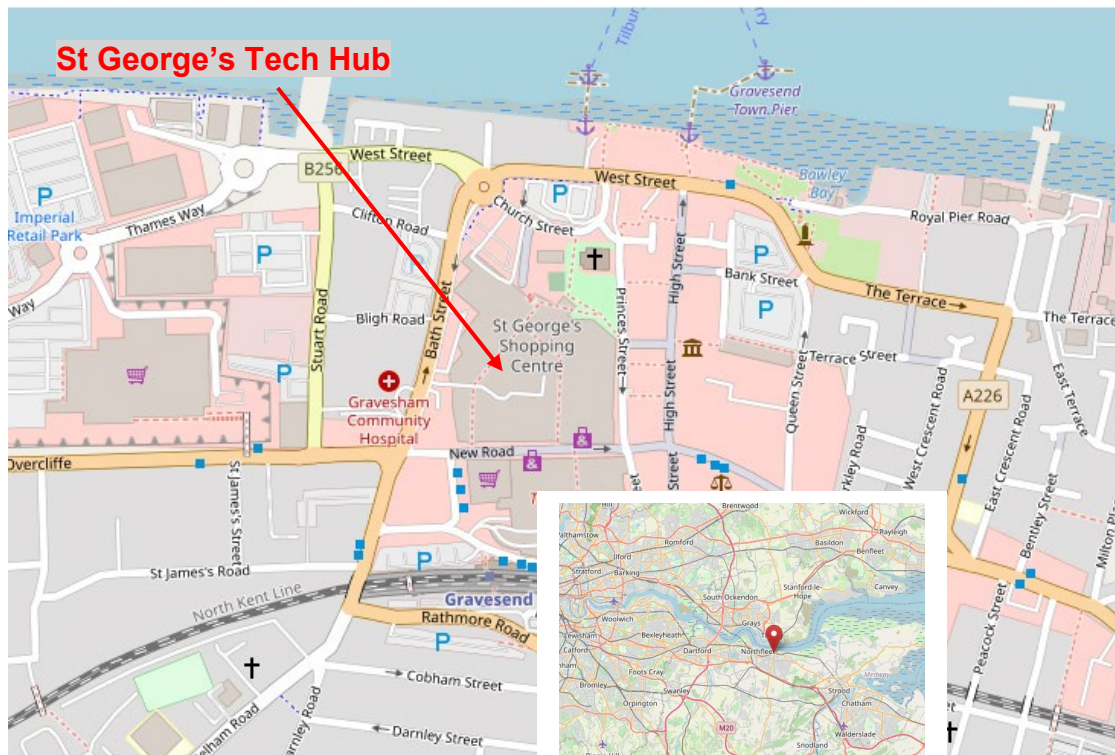 St George's Tech Hub
Tilbury
Gravesend
Town Pier
West Street
B256
West Street
P
Imperial
Retail Park
Thames Way
Clifton Road
P
Church Street
P
Bowley
Bay
Royal Pier Road
P
Way
Bligh Road
Stuart Road
Bath Street
St George's
Shopping
Centre
Princes Street
High Street
Bank Street
P
The Terrace
The Terrace
Terrace Street
East Terrace
P
Gravesham
Community
Hospital
High Street
Queen Street
A226
West Crescent Road
East Crescent Road
Overcliffe
New Road
Street
Bentley Street
St James's Street
St James's Road
P
North Kent Line
Gravesend
Rathmore Road
P
Cobham Street
Darnley Road
Darnley Street
Peacock Street
Brentwood
Wickford
Rayleigh
Romford
Basildon
Benfleet
Ilford
Stratford
Barking
Stanford-le-
Hope
Canvey
South Ockendon
Woolwich
Grays
Lewisham
Bexleyheath
Dartford
Northfleet
Catford
Foots Cray
Medway
Bromley
Swanley
Strood
Orpington
Chatham
M20
Walderslade
Snodland